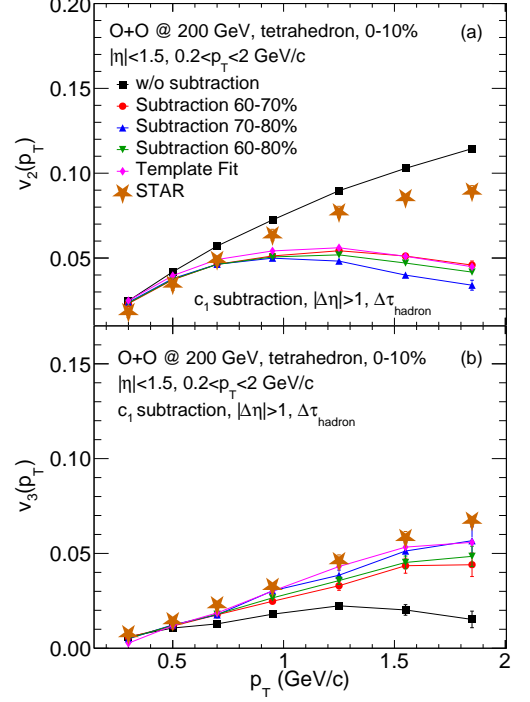 0.20
O+O @ 200 GeV, tetrahedron, 0-10% (a)
|η|<1.5, 0.2<p_T<2 GeV/c
w/o subtraction
Subtraction 60-70%
Subtraction 70-80%
Subtraction 60-80%
Template Fit
STAR
0.15
0.10
0.05
v_2(p_T)
c_1 subtraction, |Δη|>1, Δτ_hadron
O+O @ 200 GeV, tetrahedron, 0-10% (b)
|η|<1.5, 0.2<p_T<2 GeV/c
c_1 subtraction, |Δη|>1, Δτ_hadron
0.15
0.10
0.05
0.00
v_3(p_T)
0.5 1 1.5 2
p_T (GeV/c)